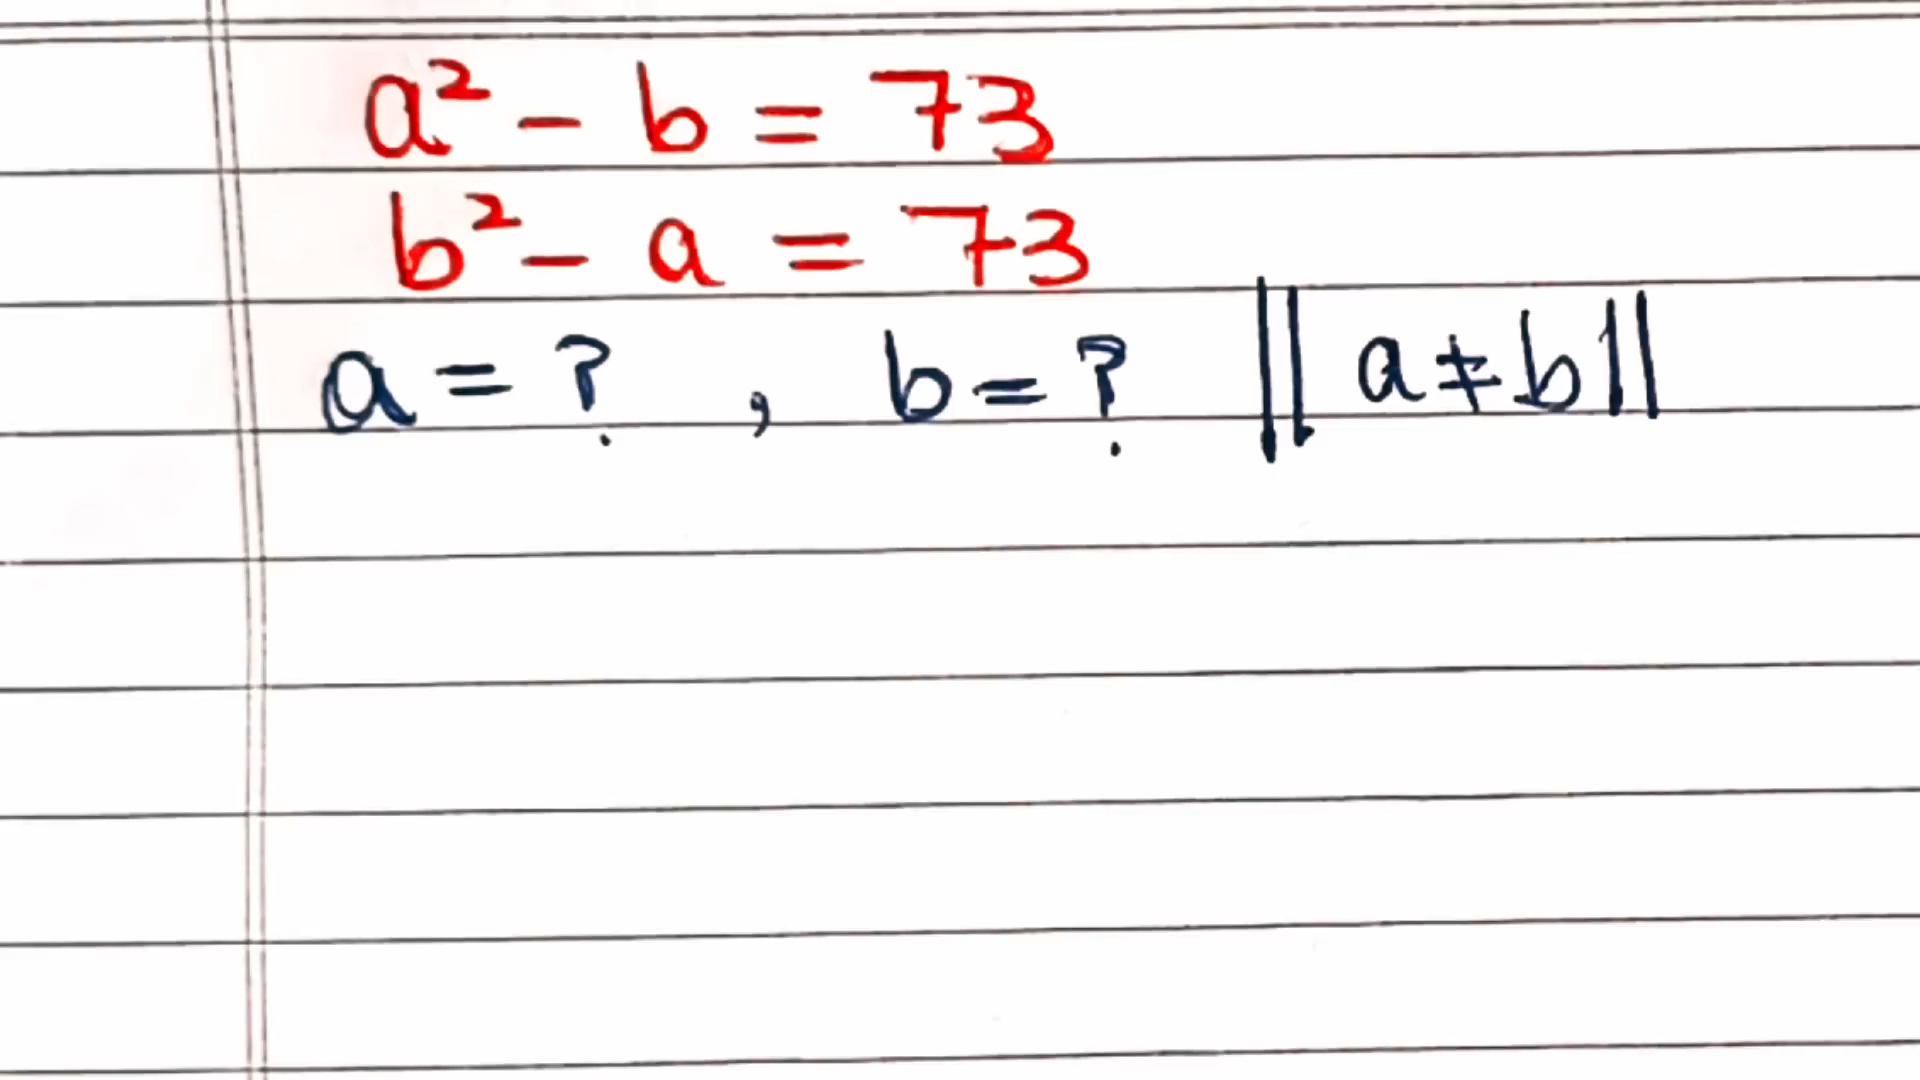 a² - b = 73
b² - a = 73
a = ? , b = ? || a ≠ b ||